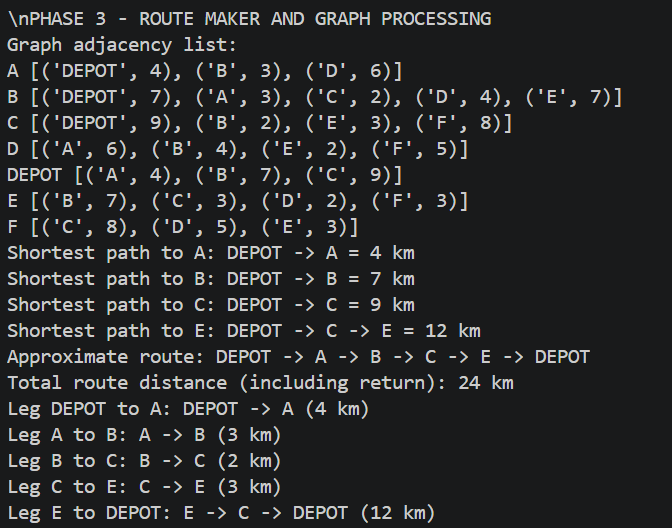 \nPHASE 3 - ROUTE MAKER AND GRAPH PROCESSING
Graph adjacency list:
A [('DEPOT', 4), ('B', 3), ('D', 6)]
B [('DEPOT', 7), ('A', 3), ('C', 2), ('D', 4), ('E', 7)]
C [('DEPOT', 9), ('B', 2), ('E', 3), ('F', 8)]
D [('A', 6), ('B', 4), ('E', 2), ('F', 5)]
DEPOT [('A', 4), ('B', 7), ('C', 9)]
E [('B', 7), ('C', 3), ('D', 2), ('F', 3)]
F [('C', 8), ('D', 5), ('E', 3)]
Shortest path to A: DEPOT -> A = 4 km
Shortest path to B: DEPOT -> B = 7 km
Shortest path to C: DEPOT -> C = 9 km
Shortest path to E: DEPOT -> C -> E = 12 km
Approximate route: DEPOT -> A -> B -> C -> E -> DEPOT
Total route distance (including return): 24 km
Leg DEPOT to A: DEPOT -> A (4 km)
Leg A to B: A -> B (3 km)
Leg B to C: B -> C (2 km)
Leg C to E: C -> E (3 km)
Leg E to DEPOT: E -> C -> DEPOT (12 km)